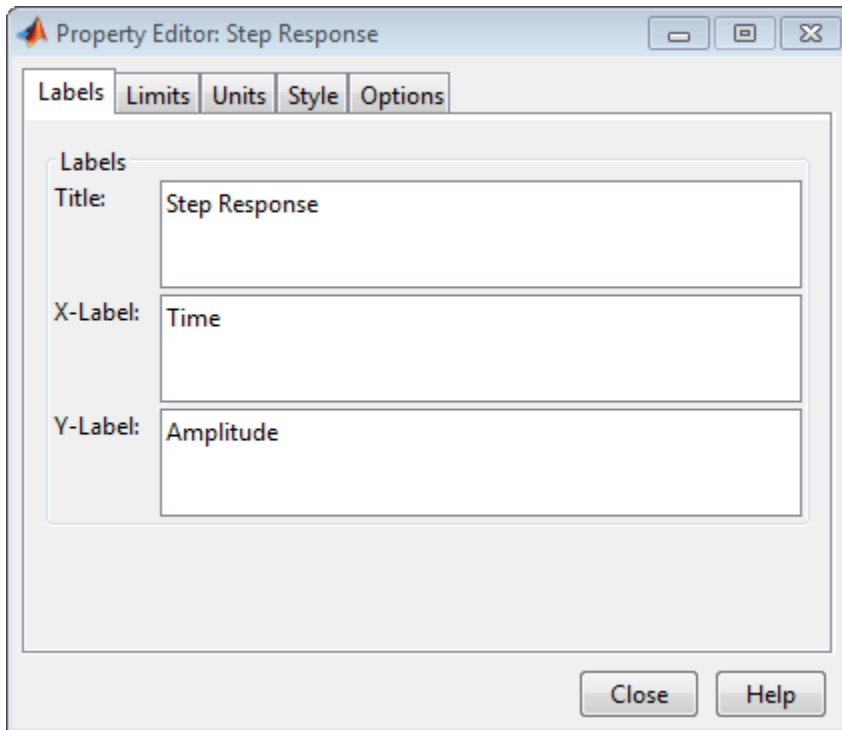 Property Editor: Step Response
Labels Limits Units Style Options
Labels
Title: Step Response
X-Label: Time
Y-Label: Amplitude
Close Help